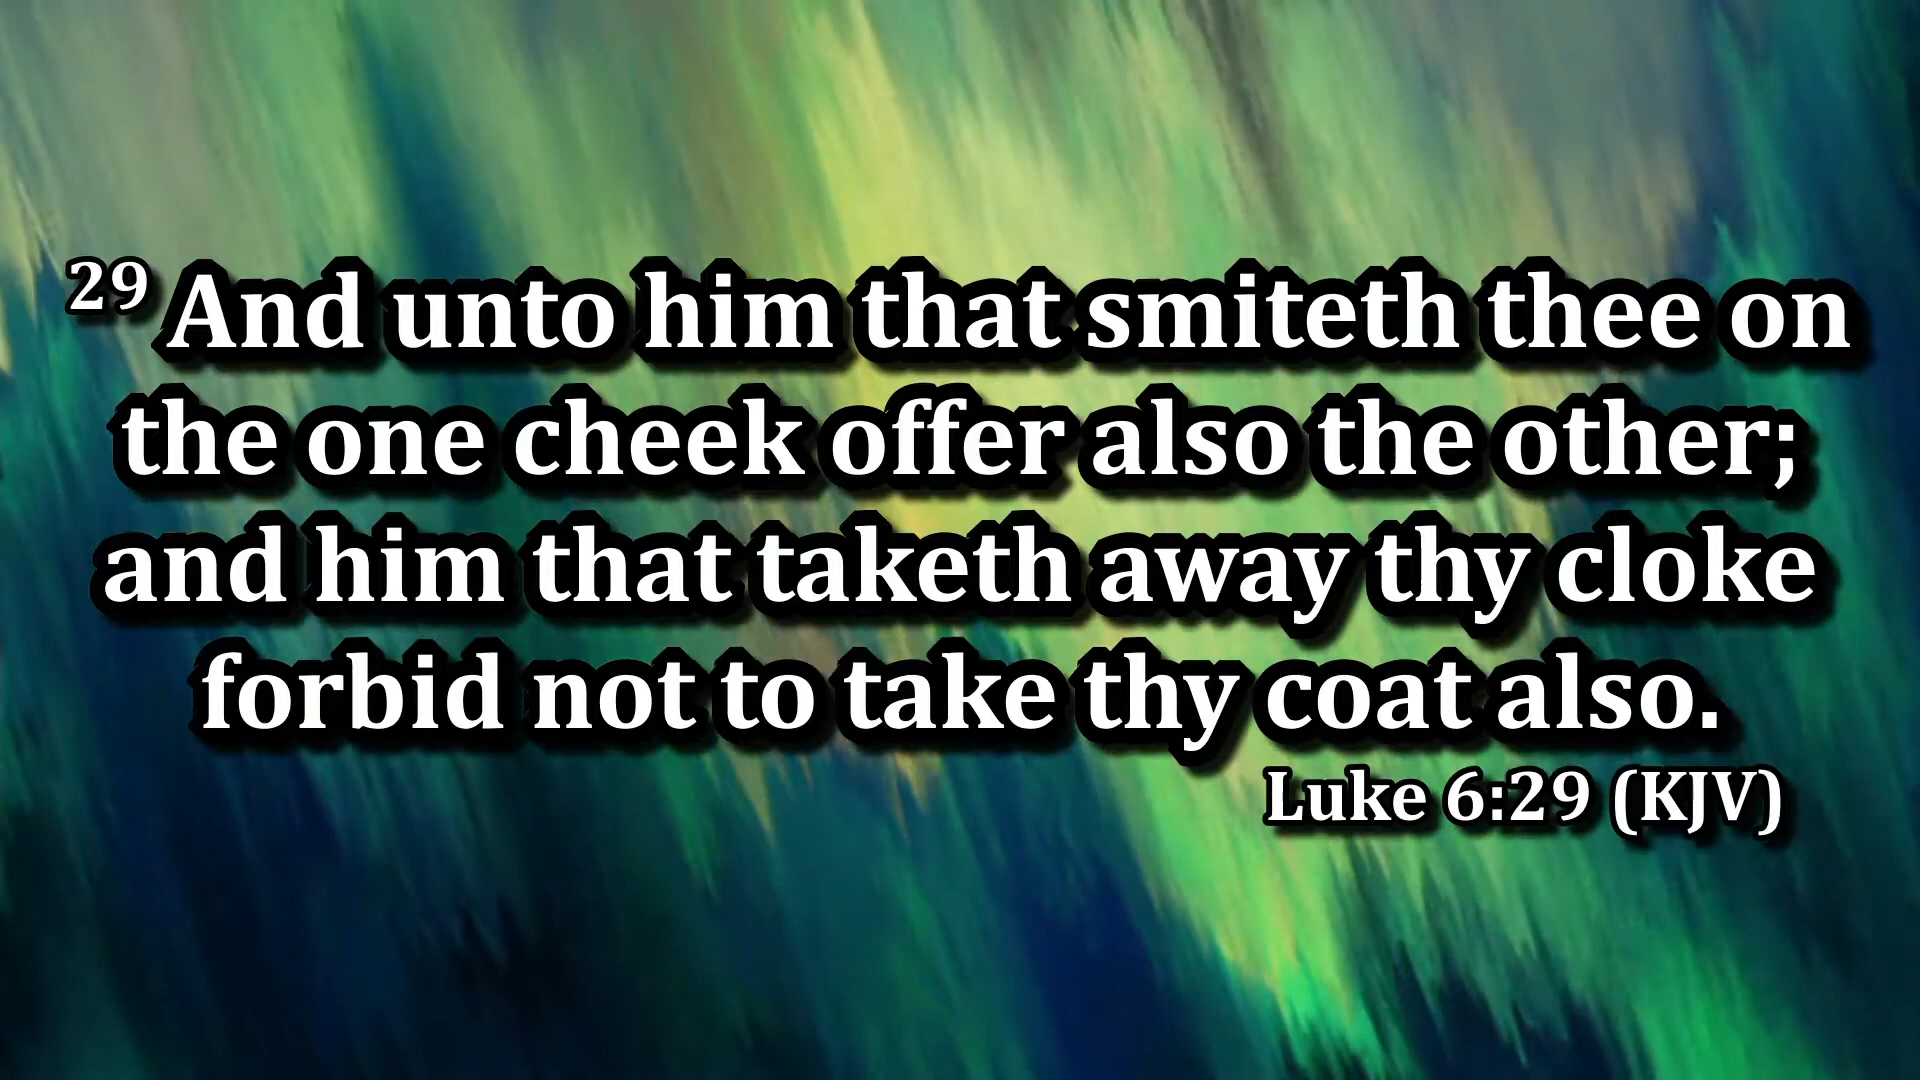 29 And unto him that smiteth thee on
the one cheek offer also the other;
and him that taketh away thy cloke
forbid not to take thy coat also.
Luke 6:29 (KJV)